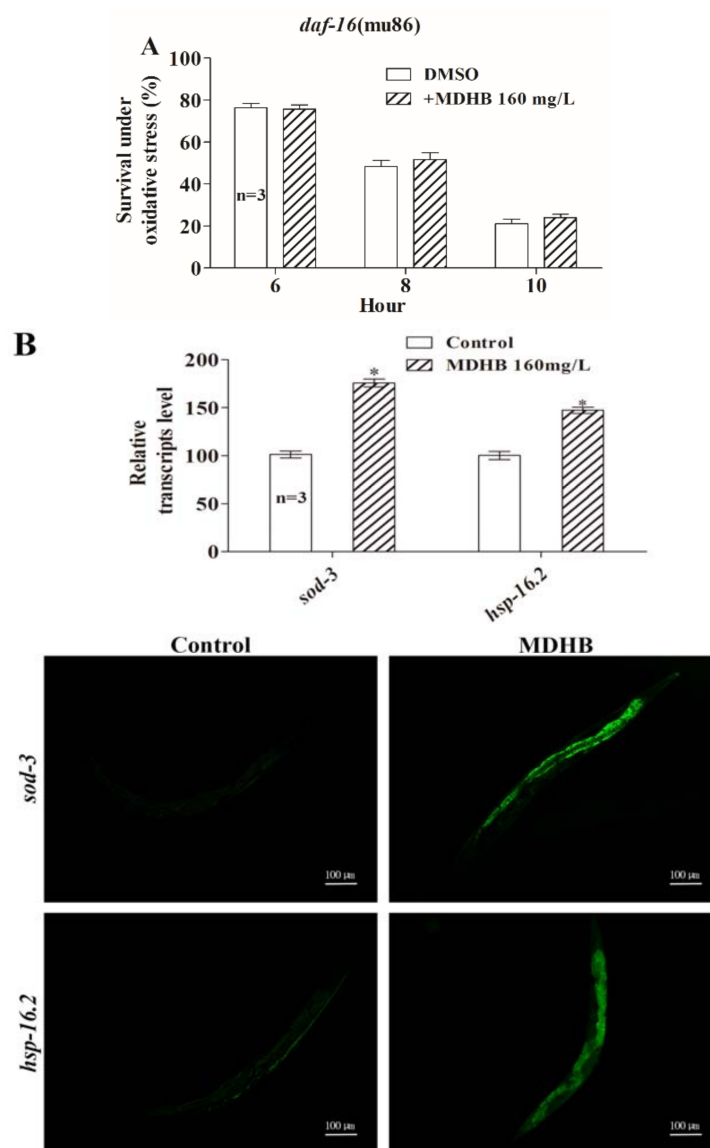 daf-16(mu86)
A
DMSO
+MDHB 160 mg/L
Survival under
oxidative stress (%)
100
80
60
40
20
0
n=3
6
8
10
Hour
B
Control
MDHB 160mg/L
Relative
transcripts level
200
150
100
50
0
*
*
n=3
sod-3
hsp-16.2
Control
MDHB
sod-3
100 μm
100 μm
hsp-16.2
100 μm
100 μm